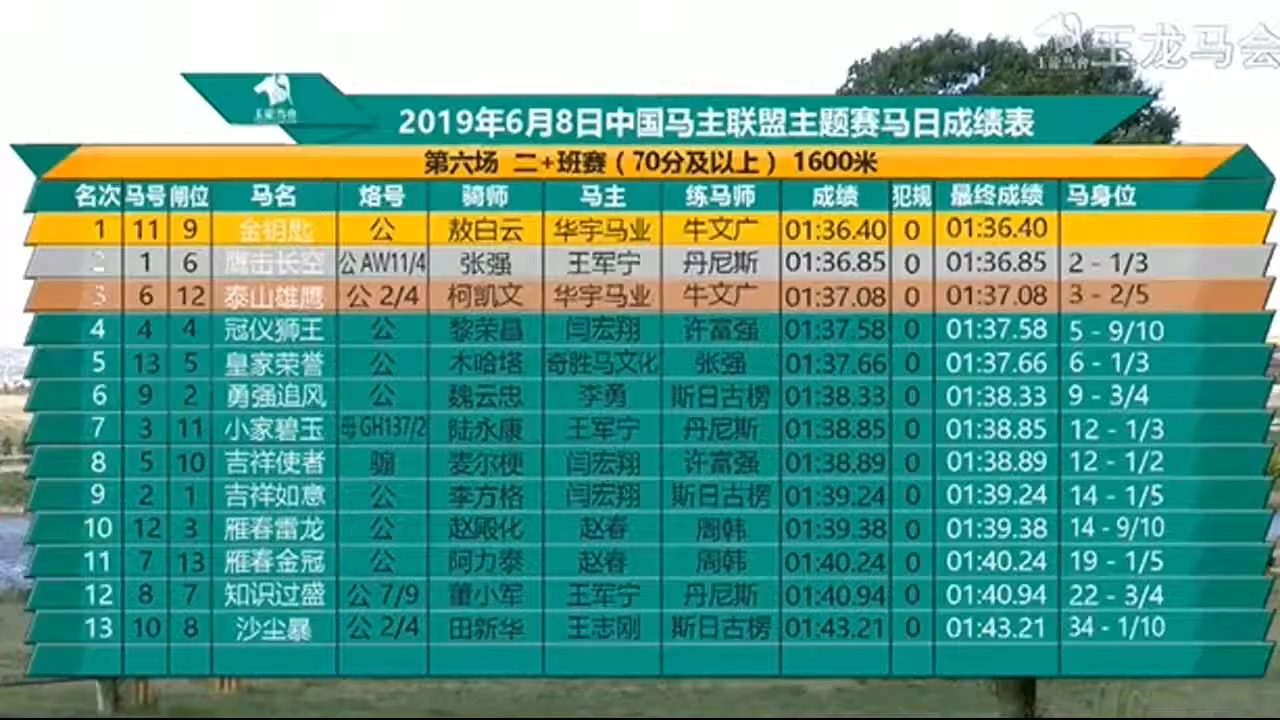 玉龙马会
玉龍馬會
玉龍馬會
2019年6月8日中国马主联盟主题赛马日成绩表
第六场 二+班赛（70分及以上） 1600米
名次 马号 闸位 马名 烙号 骑师 马主 练马师 成绩 犯规 最终成绩 马身位
1 11 9 金钥匙 公 敖白云 华宇马业 牛文广 01:36.40 0 01:36.40
2 1 6 鹰击长空 公 AW11/4 张强 王军宁 丹尼斯 01:36.85 0 01:36.85 2 - 1/3
3 6 12 泰山雄鹰 公 2/4 柯凯文 华宇马业 牛文广 01:37.08 0 01:37.08 3 - 2/5
4 4 4 冠仪狮王 公 黎荣昌 闫宏翔 许富强 01:37.58 0 01:37.58 5 - 9/10
5 13 5 皇家荣誉 公 木哈塔 奇胜马文化 张强 01:37.66 0 01:37.66 6 - 1/3
6 9 2 勇强追风 公 魏云忠 李勇 斯日古楞 01:38.33 0 01:38.33 9 - 3/4
7 3 11 小家碧玉 母 GH137/2 陆永康 王军宁 丹尼斯 01:38.85 0 01:38.85 12 - 1/3
8 5 10 吉祥使者 骟 麦尔梗 闫宏翔 许富强 01:38.89 0 01:38.89 12 - 1/2
9 2 1 吉祥如意 公 李方格 闫宏翔 斯日古楞 01:39.24 0 01:39.24 14 - 1/5
10 12 3 雁春雷龙 公 赵殿化 赵春 周韩 01:39.38 0 01:39.38 14 - 9/10
11 7 13 雁春金冠 公 阿力泰 赵春 周韩 01:40.24 0 01:40.24 19 - 1/5
12 8 7 知识过盛 公 7/9 董小军 王军宁 丹尼斯 01:40.94 0 01:40.94 22 - 3/4
13 10 8 沙尘暴 公 2/4 田新华 王志刚 斯日古楞 01:43.21 0 01:43.21 34 - 1/10